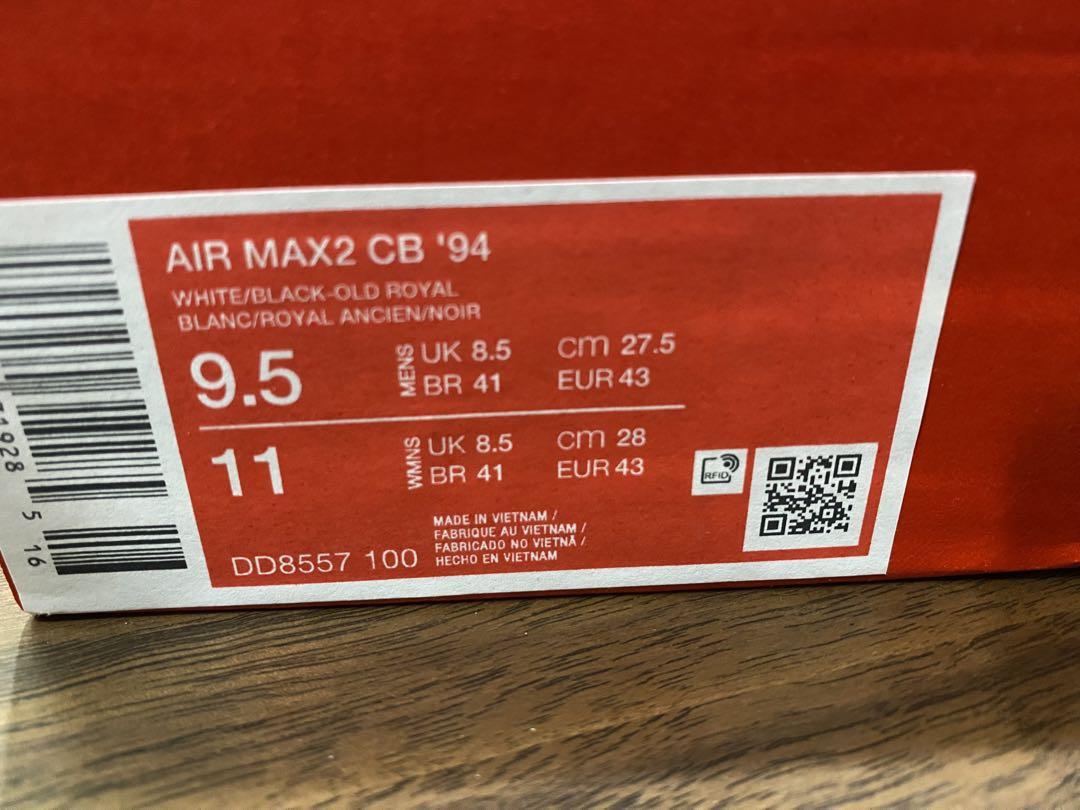 AIR MAX2 CB '94
WHITE/BLACK-OLD ROYAL
BLANC/ROYAL ANCIEN/NOIR
9.5
MENS
UK 8.5 cm 27.5
BR 41 EUR 43
11
WMNS
UK 8.5 cm 28
BR 41 EUR 43
RFID
MADE IN VIETNAM /
FABRIQUE AU VIETNAM /
FABRICADO NO VIETNÃ /
HECHO EN VIETNAM
DD8557 100
71928 5 16